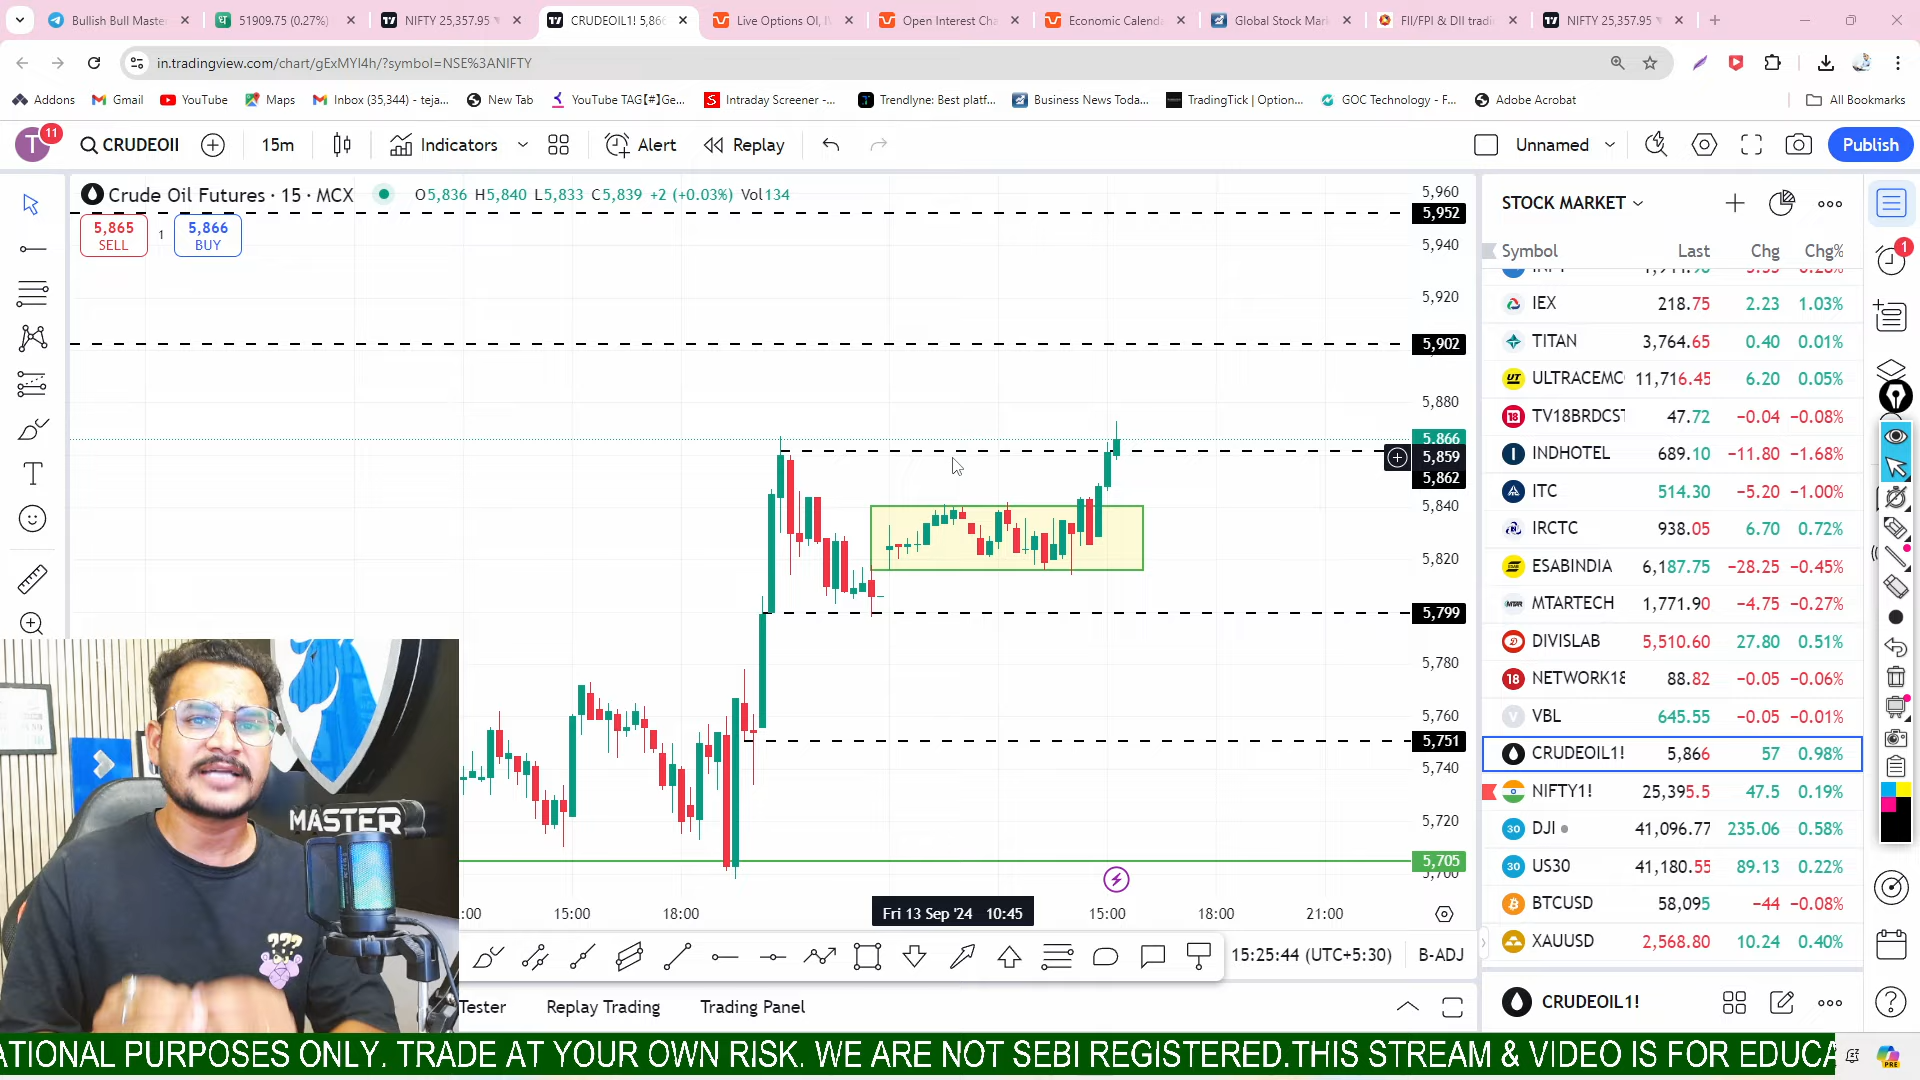 Bullish Bull Maste
51909.75 (0.27%)
NIFTY 25,357.95
CRUDEOIL1! 5,86
Live Options OI, I
Open Interest Cha
Economic Calenda
Global Stock Mark
FII/FPI & DII tradi
NIFTY 25,357.95
in.tradingview.com/chart/gExMYI4h/?symbol=NSE%3ANIFTY
Addons
Gmail
YouTube
Maps
Inbox (35,344) - teja...
New Tab
YouTube TAG【#】Ge...
Intraday Screener -...
Trendlyne: Best platf...
Business News Toda...
TradingTick | Option...
GOC Technology - F...
Adobe Acrobat
All Bookmarks
T
11
CRUDEOI
15m
Indicators
Alert
Replay
Unnamed
Publish
Crude Oil Futures · 15 · MCX
O5,836 H5,840 L5,833 C5,839 +2 (+0.03%) Vol134
5,865
SELL
1
5,866
BUY
5,960
5,952
5,940
5,920
5,902
5,880
5,866
5,859
5,862
5,840
5,820
5,799
5,780
5,760
5,751
5,740
5,720
5,705
5,700
:00
15:00
18:00
Fri 13 Sep '24 10:45
15:00
18:00
21:00
15:25:44 (UTC+5:30)
B-ADJ
Tester
Replay Trading
Trading Panel
STOCK MARKET
Symbol Last Chg Chg%
IEX 218.75 2.23 1.03%
TITAN 3,764.65 0.40 0.01%
ULTRACEMC 11,716.45 6.20 0.05%
TV18BRDCST 47.72 −0.04 −0.08%
INDHOTEL 689.10 −11.80 −1.68%
ITC 514.30 −5.20 −1.00%
IRCTC 938.05 6.70 0.72%
ESABINDIA 6,187.75 −28.25 −0.45%
MTARTECH 1,771.90 −4.75 −0.27%
DIVISLAB 5,510.60 27.80 0.51%
NETWORK18 88.82 −0.05 −0.06%
VBL 645.55 −0.05 −0.01%
CRUDEOIL1! 5,866 57 0.98%
NIFTY1! 25,395.5 47.5 0.19%
DJI 41,096.77 235.06 0.58%
US30 41,180.55 89.13 0.22%
BTCUSD 58,095 −44 −0.08%
XAUUSD 2,568.80 10.24 0.40%
CRUDEOIL1!
1
MASTER
???
ATIONAL PURPOSES ONLY. TRADE AT YOUR OWN RISK. WE ARE NOT SEBI REGISTERED.THIS STREAM & VIDEO IS FOR EDUCA